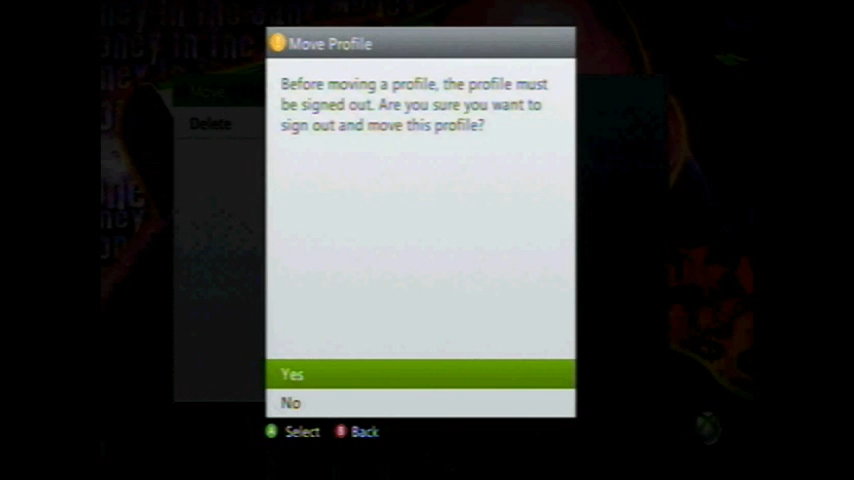 Move Profile
Before moving a profile, the profile must
be signed out. Are you sure you want to
sign out and move this profile?
Move
Delete
Yes
No
Select Back